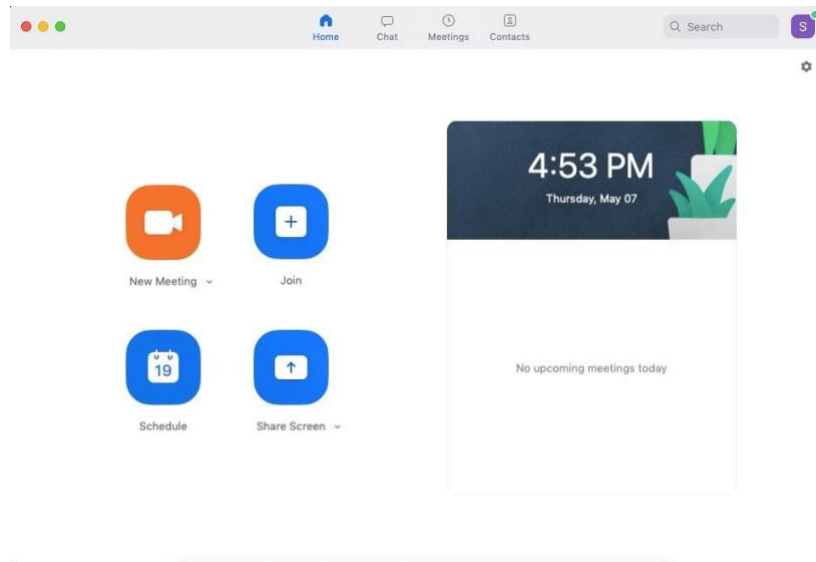 Home
Chat
Meetings
Contacts
Search
S
4:53 PM
Thursday, May 07
New Meeting
Join
19
Schedule
Share Screen
No upcoming meetings today